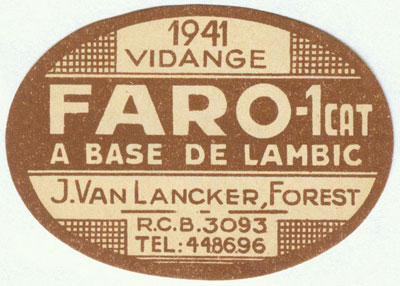 1941
VIDANGE
FARO-1CAT
A BASE DE LAMBIC
J. VAN LANCKER, FOREST
R.C.B. 3093
TEL: 448696